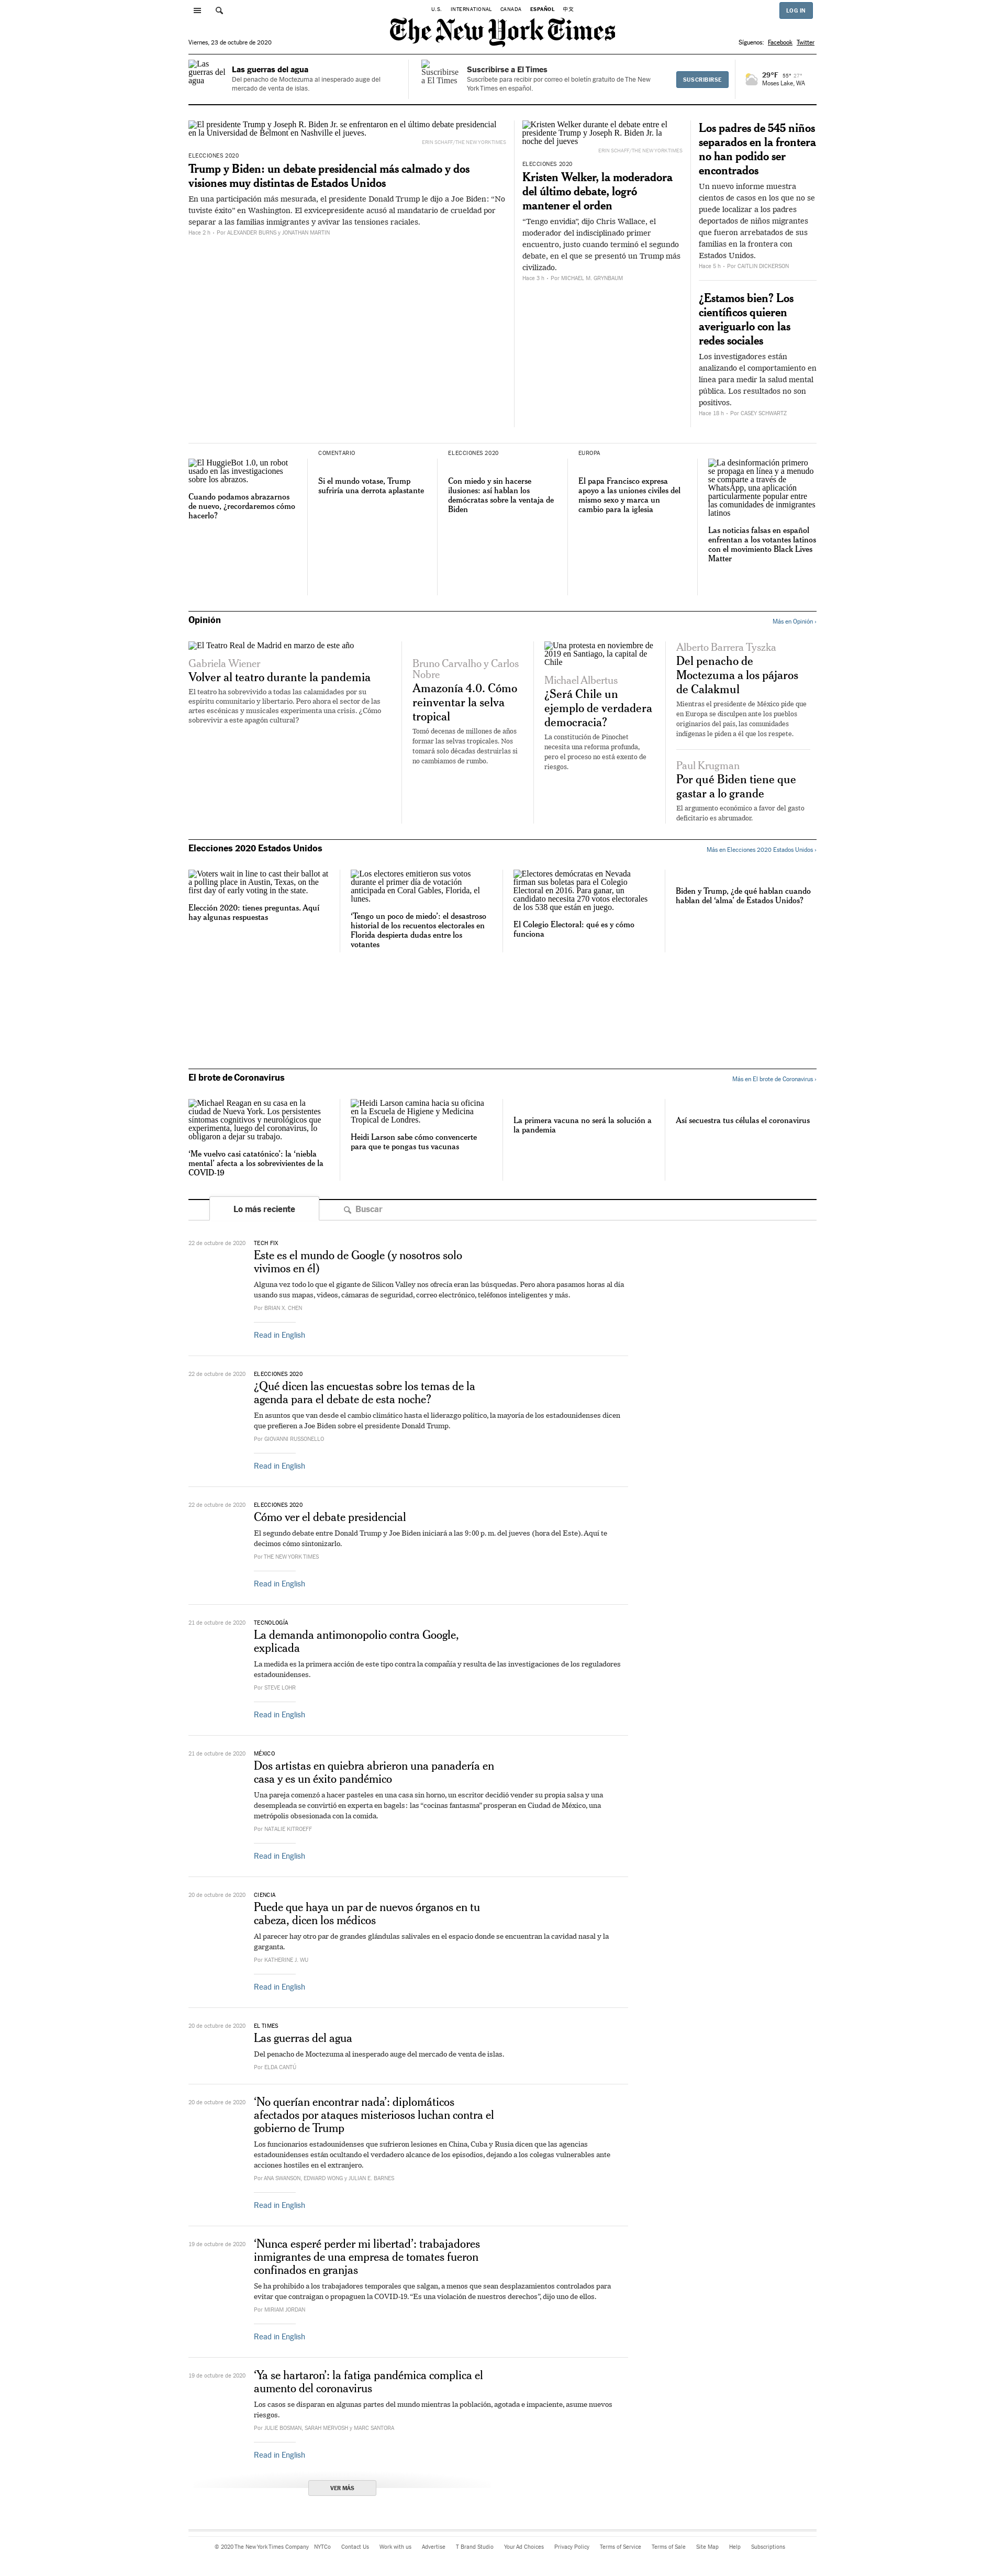 U.S. INTERNATIONAL CANADA ESPAÑOL 中文
LOG IN
The New York Times
Viernes, 23 de octubre de 2020
Síguenos: Facebook Twitter
Las guerras del agua
Las guerras del agua
Del penacho de Moctezuma al inesperado auge del
mercado de venta de islas.
Suscribirse a El Times
Suscribirse a El Times
Suscríbete para recibir por correo el boletín gratuito de The New
York Times en español.
SUSCRIBIRSE
29°F 55° 27°
Moses Lake, WA
El presidente Trump y Joseph R. Biden Jr. se enfrentaron en el último debate presidencial
en la Universidad de Belmont en Nashville el jueves.
ERIN SCHAFF/THE NEW YORK TIMES
ELECCIONES 2020
Trump y Biden: un debate presidencial más calmado y dos
visiones muy distintas de Estados Unidos
En una participación más mesurada, el presidente Donald Trump le dijo a Joe Biden: “No
tuviste éxito” en Washington. El exvicepresidente acusó al mandatario de crueldad por
separar a las familias inmigrantes y avivar las tensiones raciales.
Hace 2 h • Por ALEXANDER BURNS y JONATHAN MARTIN
Kristen Welker durante el debate entre el
presidente Trump y Joseph R. Biden Jr. la
noche del jueves
ERIN SCHAFF/THE NEW YORK TIMES
ELECCIONES 2020
Kristen Welker, la moderadora
del último debate, logró
mantener el orden
“Tengo envidia”, dijo Chris Wallace, el
moderador del indisciplinado primer
encuentro, justo cuando terminó el segundo
debate, en el que se presentó un Trump más
civilizado.
Hace 3 h • Por MICHAEL M. GRYNBAUM
Los padres de 545 niños
separados en la frontera
no han podido ser
encontrados
Un nuevo informe muestra
cientos de casos en los que no se
puede localizar a los padres
deportados de niños migrantes
que fueron arrebatados de sus
familias en la frontera con
Estados Unidos.
Hace 5 h • Por CAITLIN DICKERSON
¿Estamos bien? Los
científicos quieren
averiguarlo con las
redes sociales
Los investigadores están
analizando el comportamiento en
línea para medir la salud mental
pública. Los resultados no son
positivos.
Hace 18 h • Por CASEY SCHWARTZ
El HuggieBot 1.0, un robot
usado en las investigaciones
sobre los abrazos.
Cuando podamos abrazarnos
de nuevo, ¿recordaremos cómo
hacerlo?
COMENTARIO
Si el mundo votase, Trump
sufriría una derrota aplastante
ELECCIONES 2020
Con miedo y sin hacerse
ilusiones: así hablan los
demócratas sobre la ventaja de
Biden
EUROPA
El papa Francisco expresa
apoyo a las uniones civiles del
mismo sexo y marca un
cambio para la iglesia
La desinformación primero
se propaga en línea y a menudo
se comparte a través de
WhatsApp, una aplicación
particularmente popular entre
las comunidades de inmigrantes
latinos
Las noticias falsas en español
enfrentan a los votantes latinos
con el movimiento Black Lives
Matter
Opinión
Más en Opinión ›
El Teatro Real de Madrid en marzo de este año
Gabriela Wiener
Volver al teatro durante la pandemia
El teatro ha sobrevivido a todas las calamidades por su
espíritu comunitario y libertario. Pero ahora el sector de las
artes escénicas y musicales experimenta una crisis. ¿Cómo
sobrevivir a este apagón cultural?
Bruno Carvalho y Carlos
Nobre
Amazonía 4.0. Cómo
reinventar la selva
tropical
Tomó decenas de millones de años
formar las selvas tropicales. Nos
tomará solo décadas destruirlas si
no cambiamos de rumbo.
Una protesta en noviembre de
2019 en Santiago, la capital de
Chile
Michael Albertus
¿Será Chile un
ejemplo de verdadera
democracia?
La constitución de Pinochet
necesita una reforma profunda,
pero el proceso no está exento de
riesgos.
Alberto Barrera Tyszka
Del penacho de
Moctezuma a los pájaros
de Calakmul
Mientras el presidente de México pide que
en Europa se disculpen ante los pueblos
originarios del país, las comunidades
indígenas le piden a él que los respete.
Paul Krugman
Por qué Biden tiene que
gastar a lo grande
El argumento económico a favor del gasto
deficitario es abrumador.
Elecciones 2020 Estados Unidos
Más en Elecciones 2020 Estados Unidos ›
Voters wait in line to cast their ballot at
a polling place in Austin, Texas, on the
first day of early voting in the state.
Elección 2020: tienes preguntas. Aquí
hay algunas respuestas
Los electores emitieron sus votos
durante el primer día de votación
anticipada en Coral Gables, Florida, el
lunes.
‘Tengo un poco de miedo’: el desastroso
historial de los recuentos electorales en
Florida despierta dudas entre los
votantes
Electores demócratas en Nevada
firman sus boletas para el Colegio
Electoral en 2016. Para ganar, un
candidato necesita 270 votos electorales
de los 538 que están en juego.
El Colegio Electoral: qué es y cómo
funciona
Biden y Trump, ¿de qué hablan cuando
hablan del ‘alma’ de Estados Unidos?
El brote de Coronavirus
Más en El brote de Coronavirus ›
Michael Reagan en su casa en la
ciudad de Nueva York. Los persistentes
síntomas cognitivos y neurológicos que
experimenta, luego del coronavirus, lo
obligaron a dejar su trabajo.
‘Me vuelvo casi catatónico’: la ‘niebla
mental’ afecta a los sobrevivientes de la
COVID-19
Heidi Larson camina hacia su oficina
en la Escuela de Higiene y Medicina
Tropical de Londres.
Heidi Larson sabe cómo convencerte
para que te pongas tus vacunas
La primera vacuna no será la solución a
la pandemia
Así secuestra tus células el coronavirus
Lo más reciente
Buscar
22 de octubre de 2020
TECH FIX
Este es el mundo de Google (y nosotros solo
vivimos en él)
Alguna vez todo lo que el gigante de Silicon Valley nos ofrecía eran las búsquedas. Pero ahora pasamos horas al día
usando sus mapas, videos, cámaras de seguridad, correo electrónico, teléfonos inteligentes y más.
Por BRIAN X. CHEN
Read in English
22 de octubre de 2020
ELECCIONES 2020
¿Qué dicen las encuestas sobre los temas de la
agenda para el debate de esta noche?
En asuntos que van desde el cambio climático hasta el liderazgo político, la mayoría de los estadounidenses dicen
que prefieren a Joe Biden sobre el presidente Donald Trump.
Por GIOVANNI RUSSONELLO
Read in English
22 de octubre de 2020
ELECCIONES 2020
Cómo ver el debate presidencial
El segundo debate entre Donald Trump y Joe Biden iniciará a las 9:00 p. m. del jueves (hora del Este). Aquí te
decimos cómo sintonizarlo.
Por THE NEW YORK TIMES
Read in English
21 de octubre de 2020
TECNOLOGÍA
La demanda antimonopolio contra Google,
explicada
La medida es la primera acción de este tipo contra la compañía y resulta de las investigaciones de los reguladores
estadounidenses.
Por STEVE LOHR
Read in English
21 de octubre de 2020
MÉXICO
Dos artistas en quiebra abrieron una panadería en
casa y es un éxito pandémico
Una pareja comenzó a hacer pasteles en una casa sin horno, un escritor decidió vender su propia salsa y una
desempleada se convirtió en experta en bagels: las “cocinas fantasma” prosperan en Ciudad de México, una
metrópolis obsesionada con la comida.
Por NATALIE KITROEFF
Read in English
20 de octubre de 2020
CIENCIA
Puede que haya un par de nuevos órganos en tu
cabeza, dicen los médicos
Al parecer hay otro par de grandes glándulas salivales en el espacio donde se encuentran la cavidad nasal y la
garganta.
Por KATHERINE J. WU
Read in English
20 de octubre de 2020
EL TIMES
Las guerras del agua
Del penacho de Moctezuma al inesperado auge del mercado de venta de islas.
Por ELDA CANTÚ
20 de octubre de 2020
‘No querían encontrar nada’: diplomáticos
afectados por ataques misteriosos luchan contra el
gobierno de Trump
Los funcionarios estadounidenses que sufrieron lesiones en China, Cuba y Rusia dicen que las agencias
estadounidenses están ocultando el verdadero alcance de los episodios, dejando a los colegas vulnerables ante
acciones hostiles en el extranjero.
Por ANA SWANSON, EDWARD WONG y JULIAN E. BARNES
Read in English
19 de octubre de 2020
‘Nunca esperé perder mi libertad’: trabajadores
inmigrantes de una empresa de tomates fueron
confinados en granjas
Se ha prohibido a los trabajadores temporales que salgan, a menos que sean desplazamientos controlados para
evitar que contraigan o propaguen la COVID-19. “Es una violación de nuestros derechos”, dijo uno de ellos.
Por MIRIAM JORDAN
Read in English
19 de octubre de 2020
‘Ya se hartaron’: la fatiga pandémica complica el
aumento del coronavirus
Los casos se disparan en algunas partes del mundo mientras la población, agotada e impaciente, asume nuevos
riesgos.
Por JULIE BOSMAN, SARAH MERVOSH y MARC SANTORA
Read in English
VER MÁS
© 2020 The New York Times Company NYTCo Contact Us Work with us Advertise T Brand Studio Your Ad Choices Privacy Policy Terms of Service Terms of Sale Site Map Help Subscriptions